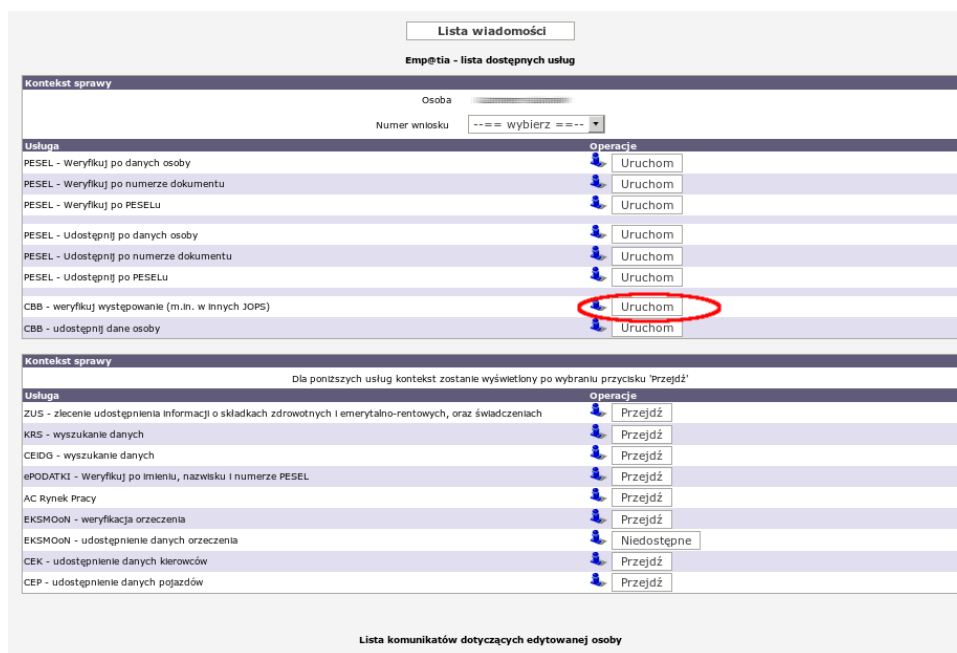 Lista wiadomości
Emp@tia - lista dostępnych usług
Kontekst sprawy
Osoba
Numer wniosku --== wybierz ==--
Usługa Operacje
PESEL - Weryfikuj po danych osoby Uruchom
PESEL - Weryfikuj po numerze dokumentu Uruchom
PESEL - Weryfikuj po PESELu Uruchom
PESEL - Udostępnij po danych osoby Uruchom
PESEL - Udostępnij po numerze dokumentu Uruchom
PESEL - Udostępnij po PESELu Uruchom
CBB - weryfikuj występowanie (m.in. w innych JOPS) Uruchom
CBB - udostępnij dane osoby Uruchom
Kontekst sprawy
Dla poniższych usług kontekst zostanie wyświetlony po wybraniu przycisku 'Przejdź'
Usługa Operacje
ZUS - zlecenie udostępnienia informacji o składkach zdrowotnych i emerytalno-rentowych, oraz świadczeniach Przejdź
KRS - wyszukanie danych Przejdź
CEIDG - wyszukanie danych Przejdź
ePODATKI - Weryfikuj po imieniu, nazwisku i numerze PESEL Przejdź
AC Rynek Pracy Przejdź
EKSMOoN - weryfikacja orzeczenia Przejdź
EKSMOoN - udostępnienie danych orzeczenia Niedostępne
CEK - udostępnienie danych kierowców Przejdź
CEP - udostępnienie danych pojazdów Przejdź
Lista komunikatów dotyczących edytowanej osoby